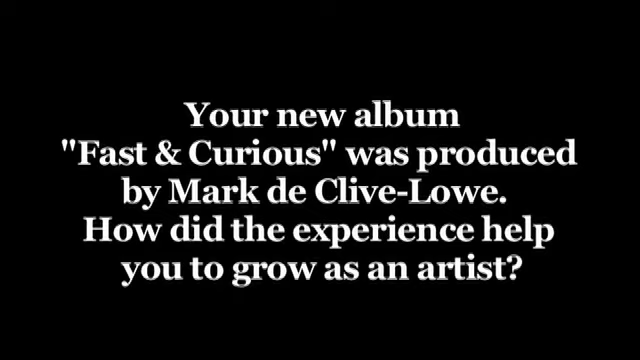 Your new album
"Fast & Curious" was produced
by Mark de Clive-Lowe.
How did the experience help
you to grow as an artist?